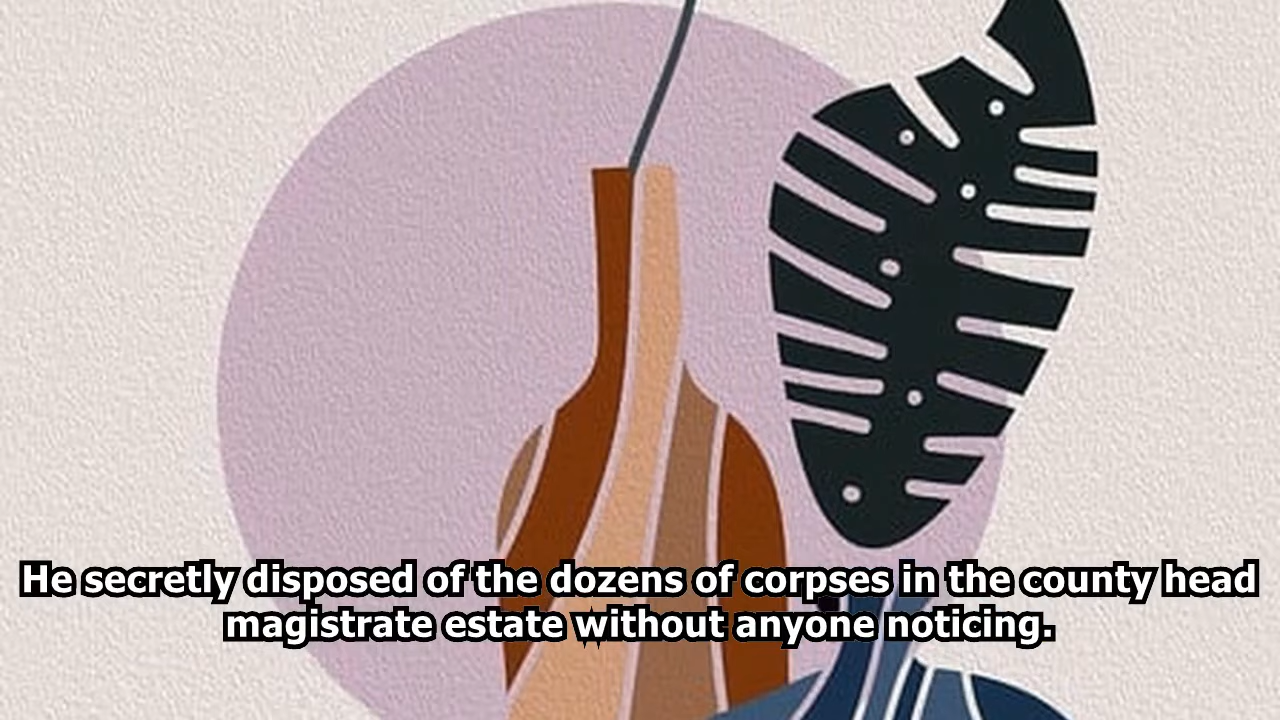 He secretly disposed of the dozens of corpses in the county head
magistrate estate without anyone noticing.